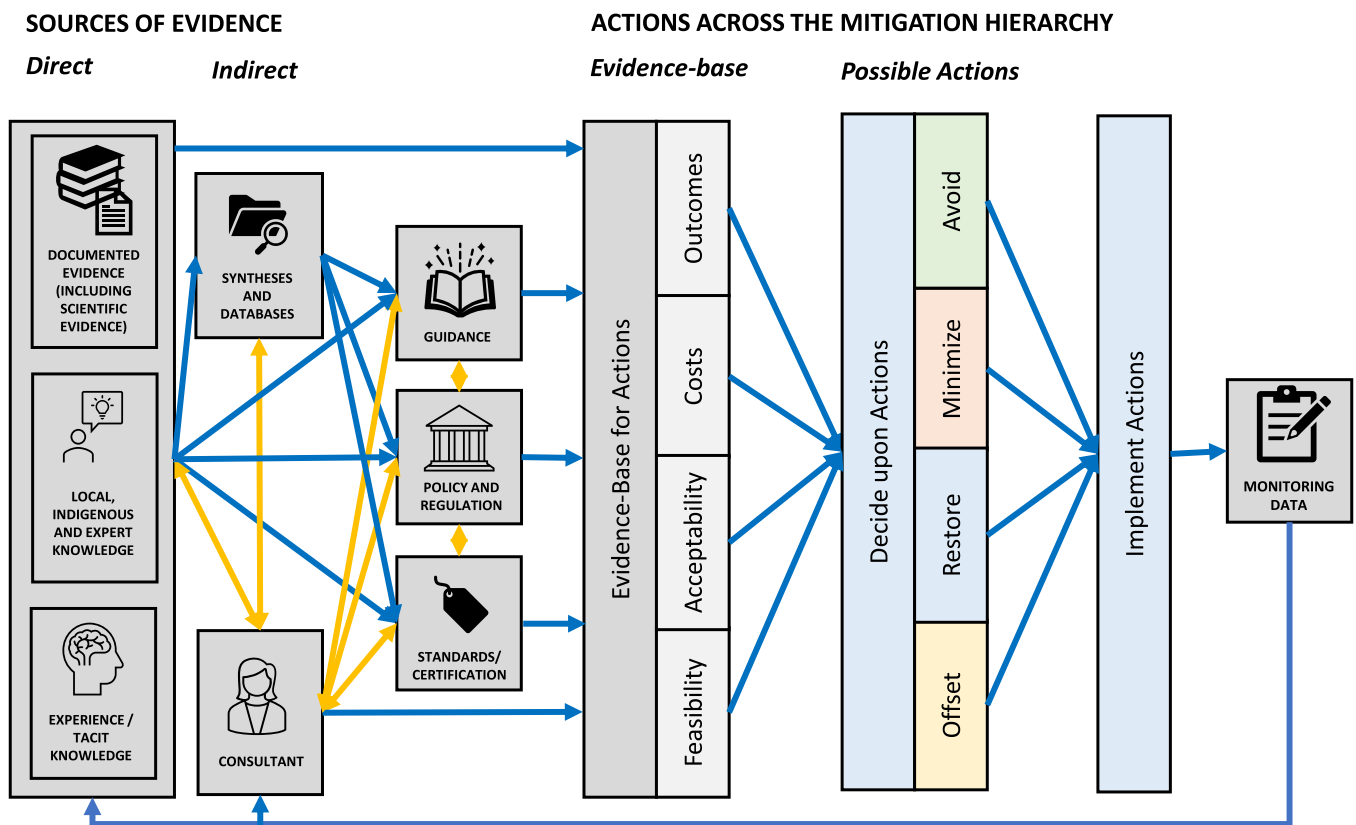 SOURCES OF EVIDENCE
ACTIONS ACROSS THE MITIGATION HIERARCHY
Direct
Indirect
Evidence-base
Possible Actions
DOCUMENTED
EVIDENCE
(INCLUDING
SCIENTIFIC
EVIDENCE)
LOCAL,
INDIGENOUS
AND EXPERT
KNOWLEDGE
EXPERIENCE /
TACIT
KNOWLEDGE
SYNTHESES
AND
DATABASES
CONSULTANT
GUIDANCE
POLICY AND
REGULATION
STANDARDS/
CERTIFICATION
Evidence-Base for Actions
Outcomes
Costs
Acceptability
Feasibility
Decide upon Actions
Avoid
Minimize
Restore
Offset
Implement Actions
MONITORING
DATA